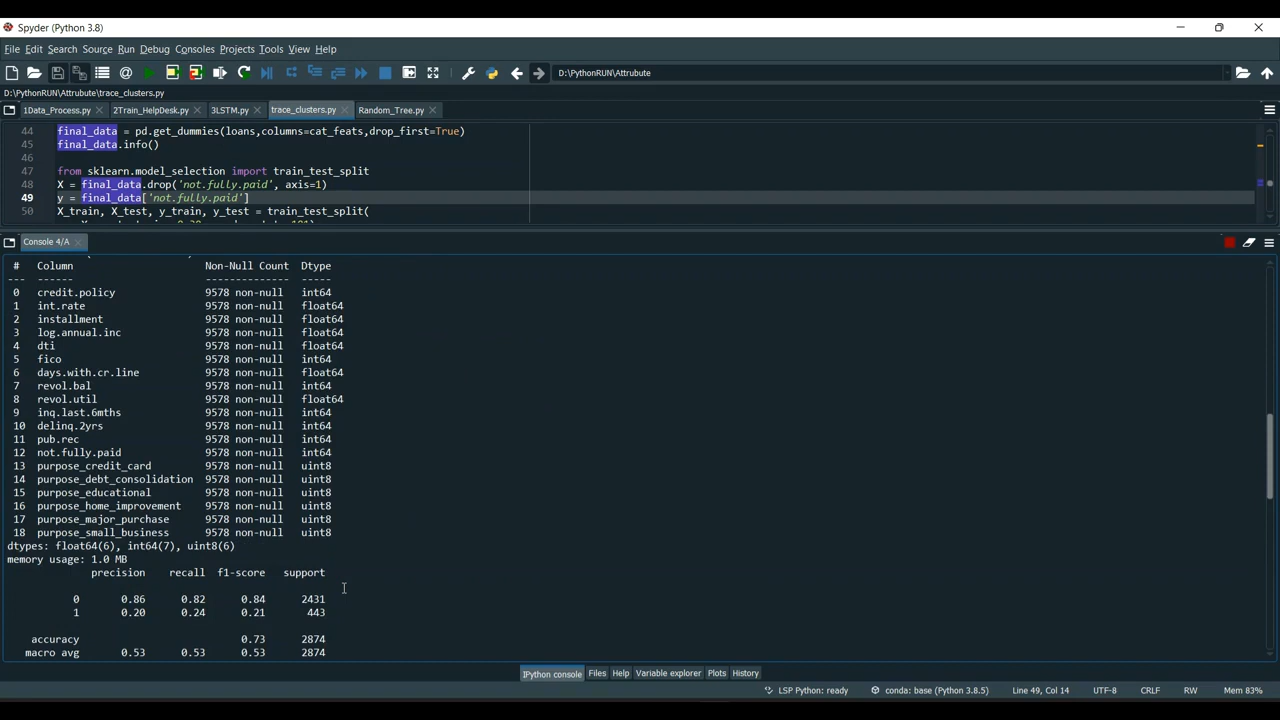 Spyder (Python 3.8)
File Edit Search Source Run Debug Consoles Projects Tools View Help
D:\PythonRUN\Attrubute
D:\PythonRUN\Attrubute\trace_clusters.py
1Data_Process.py 2Train_HelpDesk.py 3LSTM.py trace_clusters.py Random_Tree.py
44 final_data = pd.get_dummies(loans,columns=cat_feats,drop_first=True)
45 final_data.info()
46
47 from sklearn.model_selection import train_test_split
48 X = final_data.drop('not.fully.paid', axis=1)
49 y = final_data['not.fully.paid']
50 X_train, X_test, y_train, y_test = train_test_split(
Console 4/A
# Column Non-Null Count Dtype
--- ------ -------------- -----
0 credit.policy 9578 non-null int64
1 int.rate 9578 non-null float64
2 installment 9578 non-null float64
3 log.annual.inc 9578 non-null float64
4 dti 9578 non-null float64
5 fico 9578 non-null int64
6 days.with.cr.line 9578 non-null float64
7 revol.bal 9578 non-null int64
8 revol.util 9578 non-null float64
9 inq.last.6mths 9578 non-null int64
10 delinq.2yrs 9578 non-null int64
11 pub.rec 9578 non-null int64
12 not.fully.paid 9578 non-null int64
13 purpose_credit_card 9578 non-null uint8
14 purpose_debt_consolidation 9578 non-null uint8
15 purpose_educational 9578 non-null uint8
16 purpose_home_improvement 9578 non-null uint8
17 purpose_major_purchase 9578 non-null uint8
18 purpose_small_business 9578 non-null uint8
dtypes: float64(6), int64(7), uint8(6)
memory usage: 1.0 MB
precision recall f1-score support
0 0.86 0.82 0.84 2431
1 0.20 0.24 0.21 443
accuracy 0.73 2874
macro avg 0.53 0.53 0.53 2874
IPython console Files Help Variable explorer Plots History
LSP Python: ready conda: base (Python 3.8.5) Line 49, Col 14 UTF-8 CRLF RW Mem 83%